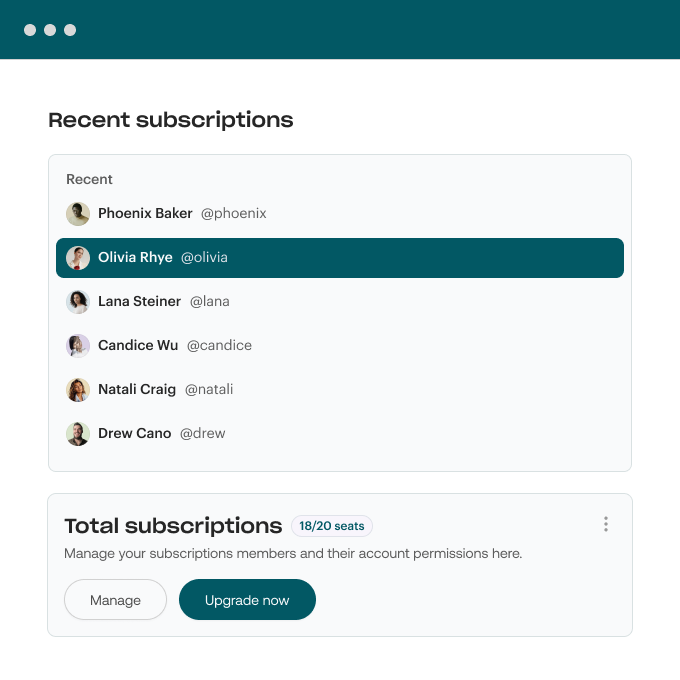 Recent subscriptions
Recent
Phoenix Baker @phoenix
Olivia Rhye @olivia
Lana Steiner @lana
Candice Wu @candice
Natali Craig @natali
Drew Cano @drew
Total subscriptions 18/20 seats
Manage your subscriptions members and their account permissions here.
Manage Upgrade now